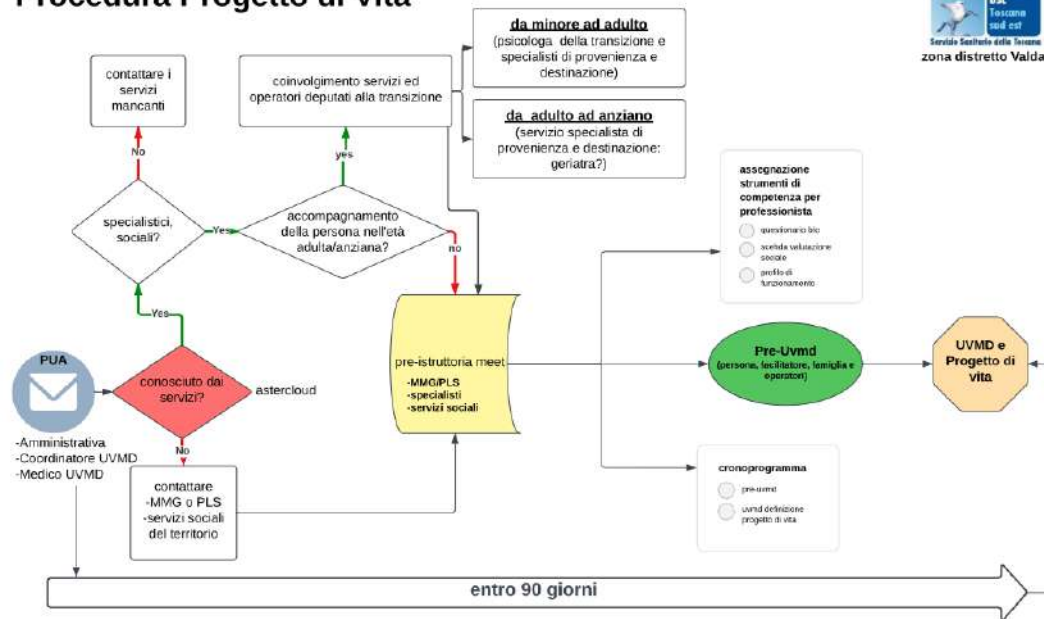 Procedura Progetto di Vita
USL
Toscana
sud est
Servizio Sanitario della Toscana
zona distretto Valda
da minore ad adulto
(psicologa della transizione e
specialisti di provenienza e
destinazione)
contattare i
servizi
mancanti
coinvolgimento servizi ed
operatori deputati alla transizione
da adulto ad anziano
(servizio specialista di
provenienza e destinazione:
geriatra?)
No
yes
specialistici,
sociali?
Yes
accompagnamento
della persona nell'età
adulta/anziana?
no
assegnazione
strumenti di
competenza per
professionista
questionario bio
scehda valutazione
sociale
profilo di
funzionamento
Yes
PUA
conosciuto dai
servizi?
astercloud
pre-istruttoria meet
-MMG/PLS
-specialisti
-servizi sociali
Pre-Uvmd
(persona, facilitatore, famiglia e
operatori)
UVMD e
Progetto di
vita
-Amministrativa
-Coordinatore UVMD
-Medico UVMD
No
contattare
-MMG o PLS
-servizi sociali
del territorio
cronoprogramma
pre-uvmd
uvmd definizione
progetto di vita
entro 90 giorni